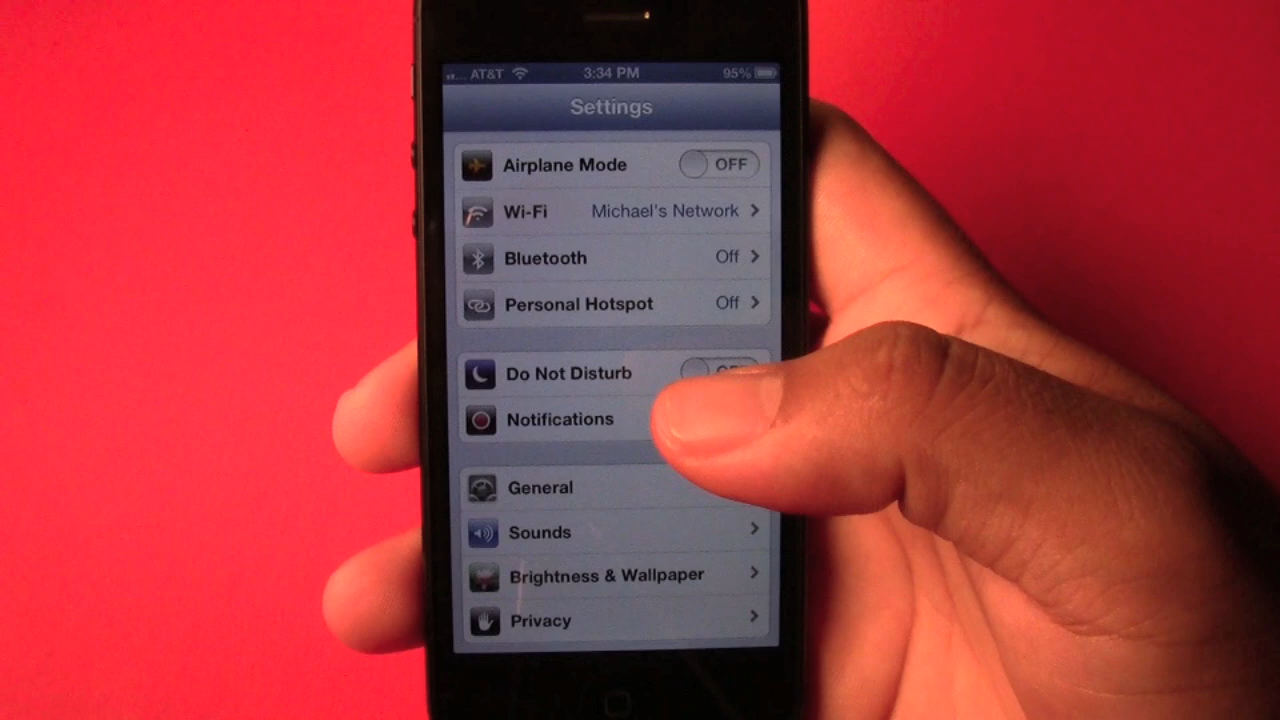 AT&T 3:34 PM 95%
Settings
Airplane Mode OFF
Wi-Fi Michael's Network
Bluetooth Off
Personal Hotspot Off
Do Not Disturb
Notifications
General
Sounds
Brightness & Wallpaper
Privacy